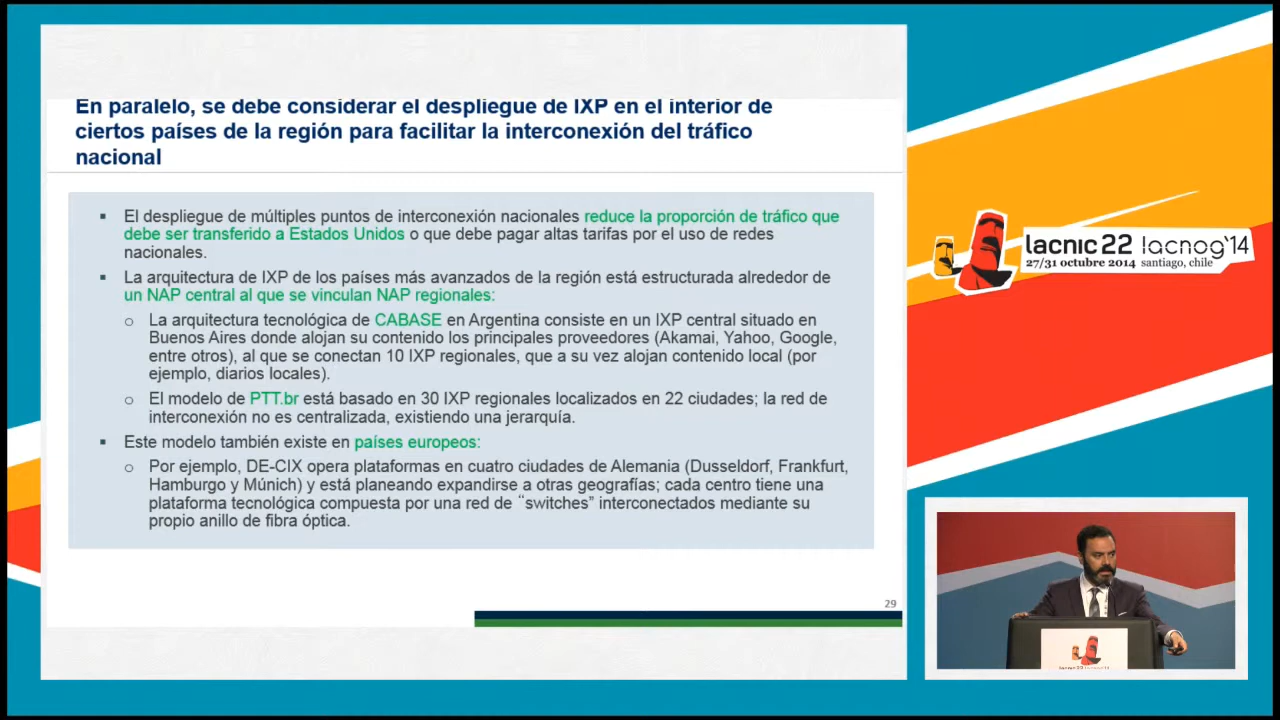 En paralelo, se debe considerar el despliegue de IXP en el interior de
ciertos países de la región para facilitar la interconexión del tráfico
nacional
▪ El despliegue de múltiples puntos de interconexión nacionales reduce la proporción de tráfico que
debe ser transferido a Estados Unidos o que debe pagar altas tarifas por el uso de redes
nacionales.
▪ La arquitectura de IXP de los países más avanzados de la región está estructurada alrededor de
un NAP central al que se vinculan NAP regionales:
o La arquitectura tecnológica de CABASE en Argentina consiste en un IXP central situado en
Buenos Aires donde alojan su contenido los principales proveedores (Akamai, Yahoo, Google,
entre otros), al que se conectan 10 IXP regionales, que a su vez alojan contenido local (por
ejemplo, diarios locales).
o El modelo de PTT.br está basado en 30 IXP regionales localizados en 22 ciudades; la red de
interconexión no es centralizada, existiendo una jerarquía.
▪ Este modelo también existe en países europeos:
o Por ejemplo, DE-CIX opera plataformas en cuatro ciudades de Alemania (Dusseldorf, Frankfurt,
Hamburgo y Múnich) y está planeando expandirse a otras geografías; cada centro tiene una
plataforma tecnológica compuesta por una red de “switches” interconectados mediante su
propio anillo de fibra óptica.
29
lacnic 22 lacnog'14
27/31 octubre 2014 santiago, chile
lacnic 22 lacnog'14